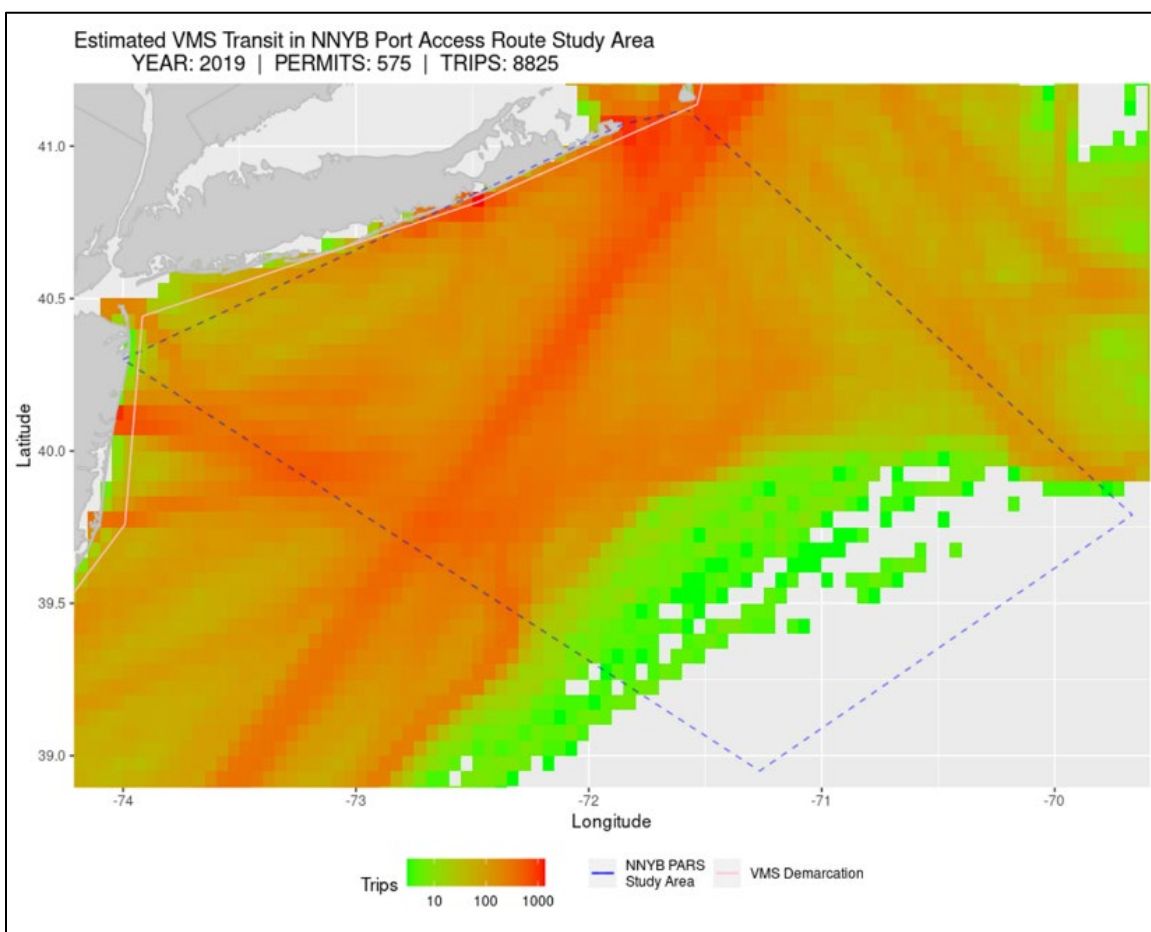 Estimated VMS Transit in NNYB Port Access Route Study Area
YEAR: 2019 | PERMITS: 575 | TRIPS: 8825
41.0
40.5
40.0
39.5
39.0
Latitude
-74 -73 -72 -71 -70
Longitude
Trips
10 100 1000
NNYB PARS
Study Area
VMS Demarcation